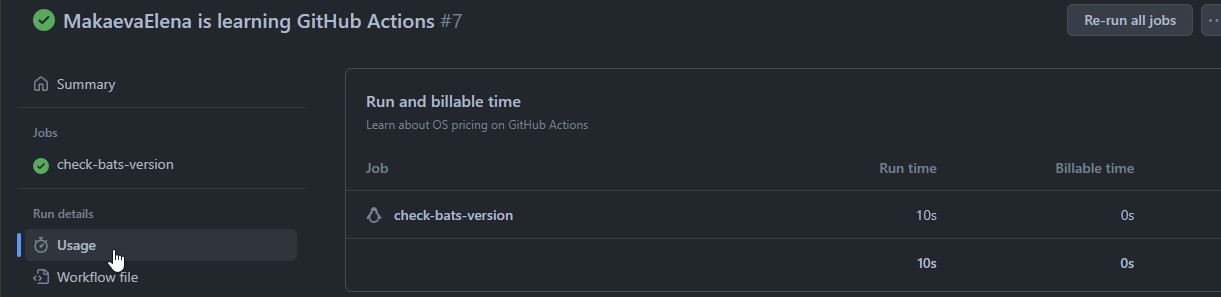 MakaevaElena is learning GitHub Actions #7
Re-run all jobs
Summary
Jobs
check-bats-version
Run details
Usage
Workflow file
Run and billable time
Learn about OS pricing on GitHub Actions
Job Run time Billable time
check-bats-version 10s 0s
10s 0s